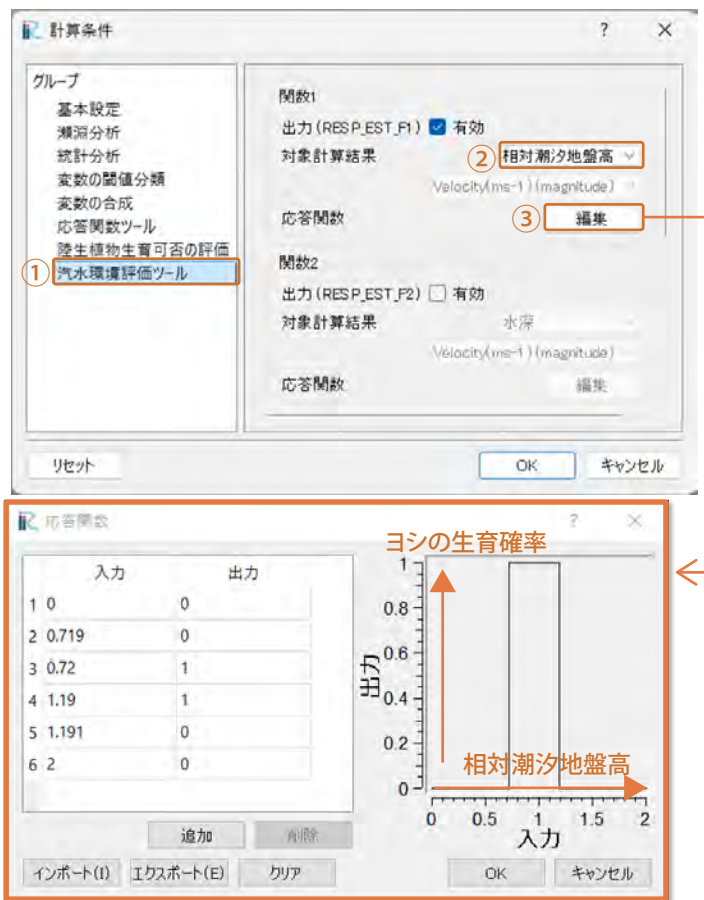 計算条件
?
×
グループ
基本設定
瀬淵分析
統計分析
変数の閾値分類
変数の合成
応答関数ツール
陸生植物生育可否の評価
① 汽水環境評価ツール
関数1
出力(RESP_EST_F1) 有効
対象計算結果 ② 相対潮汐地盤高
Velocity(ms-1)(magnitude)
応答関数 ③ 編集
関数2
出力(RESP_EST_F2) 有効
対象計算結果 水深
Velocity(ms-1)(magnitude)
応答関数 編集
リセット
OK
キャンセル
応答関数
?
×
入力 出力
1 0 0
2 0.719 0
3 0.72 1
4 1.19 1
5 1.191 0
6 2 0
追加
削除
インポート(I)
エクスポート(E)
クリア
ヨシの生育確率
1
0.8
0.6
0.4
0.2
0
出力
相対潮汐地盤高
0 0.5 1 1.5 2
入力
OK
キャンセル